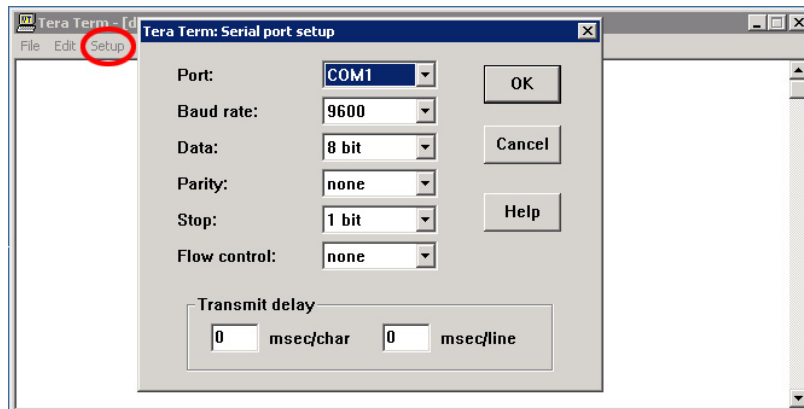 Tera Term - [d
File Edit Setup
Tera Term: Serial port setup
Port: COM1
OK
Baud rate: 9600
Data: 8 bit
Cancel
Parity: none
Stop: 1 bit
Help
Flow control: none
Transmit delay
0 msec/char 0 msec/line